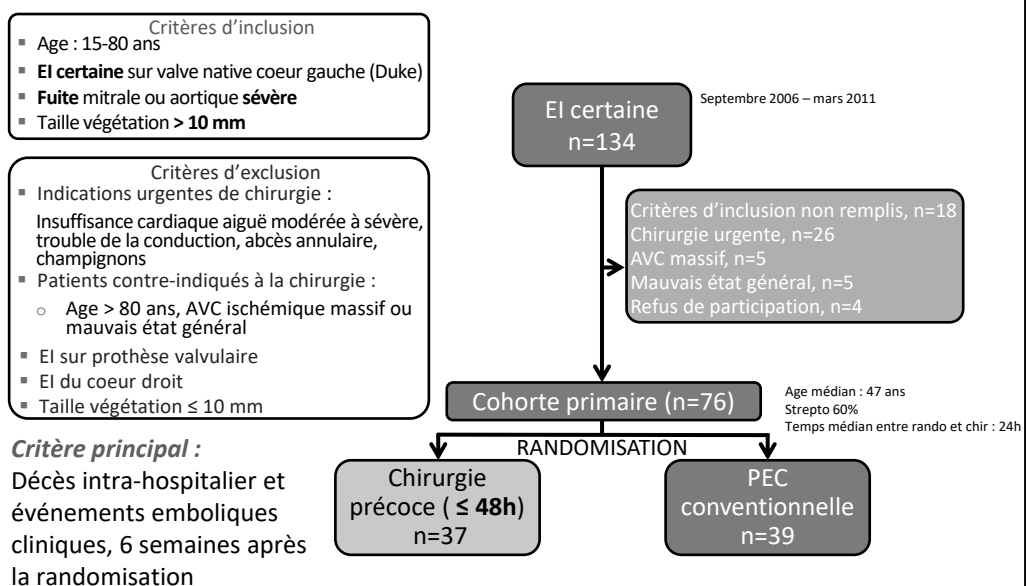 Critères d'inclusion
▪ Age : 15-80 ans
▪ EI certaine sur valve native coeur gauche (Duke)
▪ Fuite mitrale ou aortique sévère
▪ Taille végétation > 10 mm
Critères d'exclusion
▪ Indications urgentes de chirurgie :
Insuffisance cardiaque aiguë modérée à sévère,
trouble de la conduction, abcès annulaire,
champignons
▪ Patients contre-indiqués à la chirurgie :
○ Age > 80 ans, AVC ischémique massif ou
mauvais état général
▪ EI sur prothèse valvulaire
▪ EI du coeur droit
▪ Taille végétation ≤ 10 mm
Critère principal :
Décès intra-hospitalier et
événements emboliques
cliniques, 6 semaines après
la randomisation
EI certaine
n=134
Septembre 2006 – mars 2011
Critères d'inclusion non remplis, n=18
Chirurgie urgente, n=26
AVC massif, n=5
Mauvais état général, n=5
Refus de participation, n=4
Cohorte primaire (n=76)
Age médian : 47 ans
Strepto 60%
Temps médian entre rando et chir : 24h
RANDOMISATION
Chirurgie
précoce ( ≤ 48h)
n=37
PEC
conventionnelle
n=39